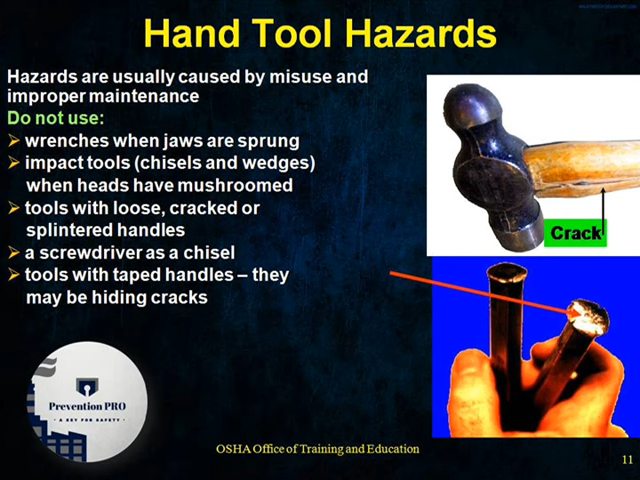 Hand Tool Hazards
Hazards are usually caused by misuse and
improper maintenance
Do not use:
➢ wrenches when jaws are sprung
➢ impact tools (chisels and wedges)
when heads have mushroomed
➢ tools with loose, cracked or
splintered handles
➢ a screwdriver as a chisel
➢ tools with taped handles – they
may be hiding cracks
Crack
Prevention PRO
· A KEY FOR SAFETY ·
OSHA Office of Training and Education
11